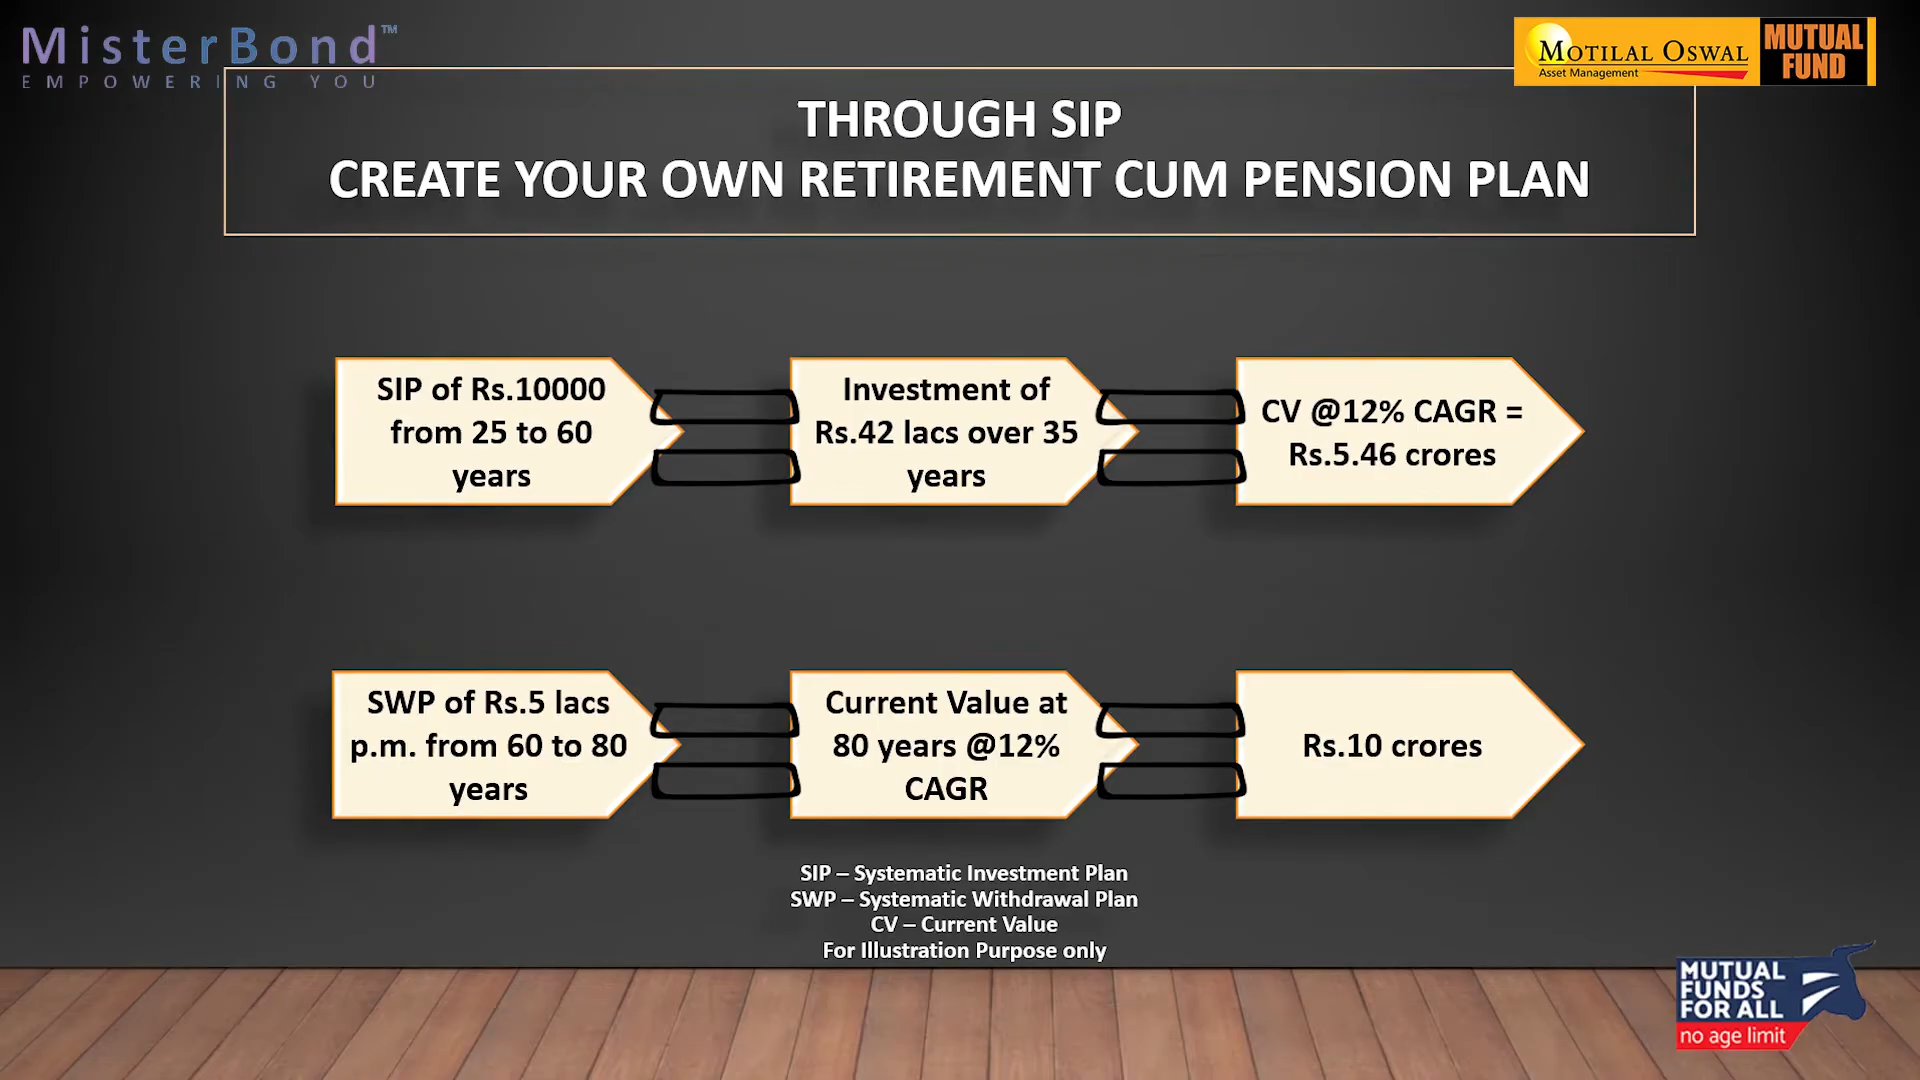 MisterBond™
EMPOWERING YOU
MOTILAL OSWAL
Asset Management
MUTUAL
FUND
THROUGH SIP
CREATE YOUR OWN RETIREMENT CUM PENSION PLAN
SIP of Rs.10000
from 25 to 60
years
Investment of
Rs.42 lacs over 35
years
CV @12% CAGR =
Rs.5.46 crores
SWP of Rs.5 lacs
p.m. from 60 to 80
years
Current Value at
80 years @12%
CAGR
Rs.10 crores
SIP – Systematic Investment Plan
SWP – Systematic Withdrawal Plan
CV – Current Value
For Illustration Purpose only
MUTUAL
FUNDS
FOR ALL
no age limit